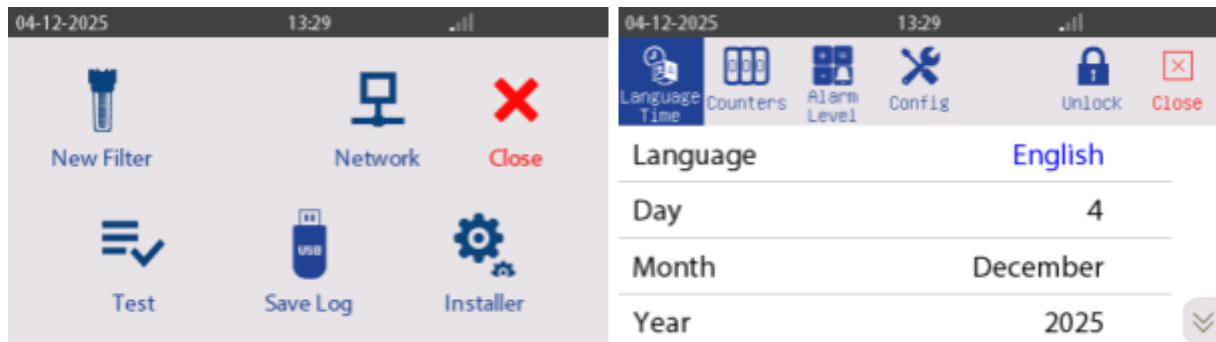 04-12-2025 13:29
New Filter Network Close
USB
Test Save Log Installer
04-12-2025 13:29
Language Time Counters Alarm Level Config Unlock Close
Language English
Day 4
Month December
Year 2025